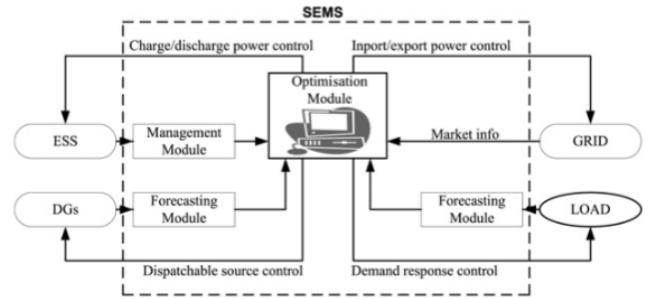 SEMS
Charge/discharge power control
Inport/export power control
Optimisation
Module
ESS
Management
Module
Market info
GRID
DGs
Forecasting
Module
Forecasting
Module
LOAD
Dispatchable source control
Demand response control